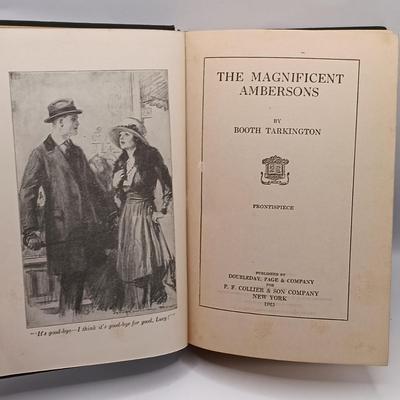 "'It's good-bye—I think it's good-bye for good, Lucy!'"
THE MAGNIFICENT
AMBERSONS
BY
BOOTH TARKINGTON
FRONTISPIECE
PUBLISHED BY
DOUBLEDAY, PAGE & COMPANY
FOR
P. F. COLLIER & SON COMPANY
NEW YORK